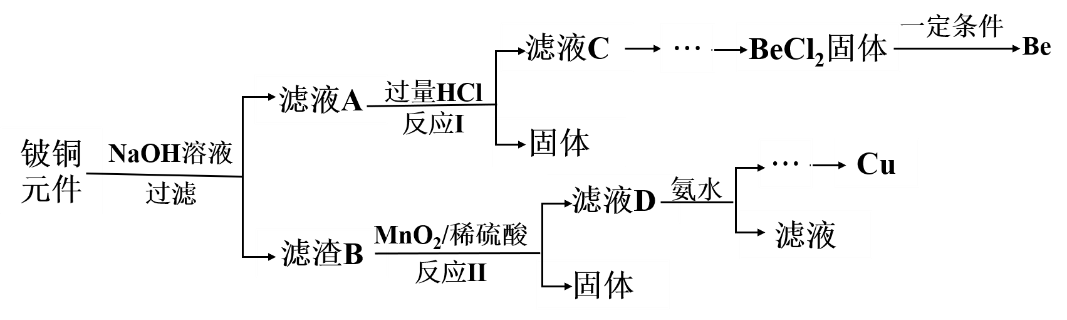 滤液C
···
BeCl₂固体
一定条件
Be
滤液A
过量HCl
反应I
固体
铍铜
元件
NaOH溶液
过滤
滤渣B
MnO₂/稀硫酸
反应II
滤液D
氨水
···
Cu
滤液
固体